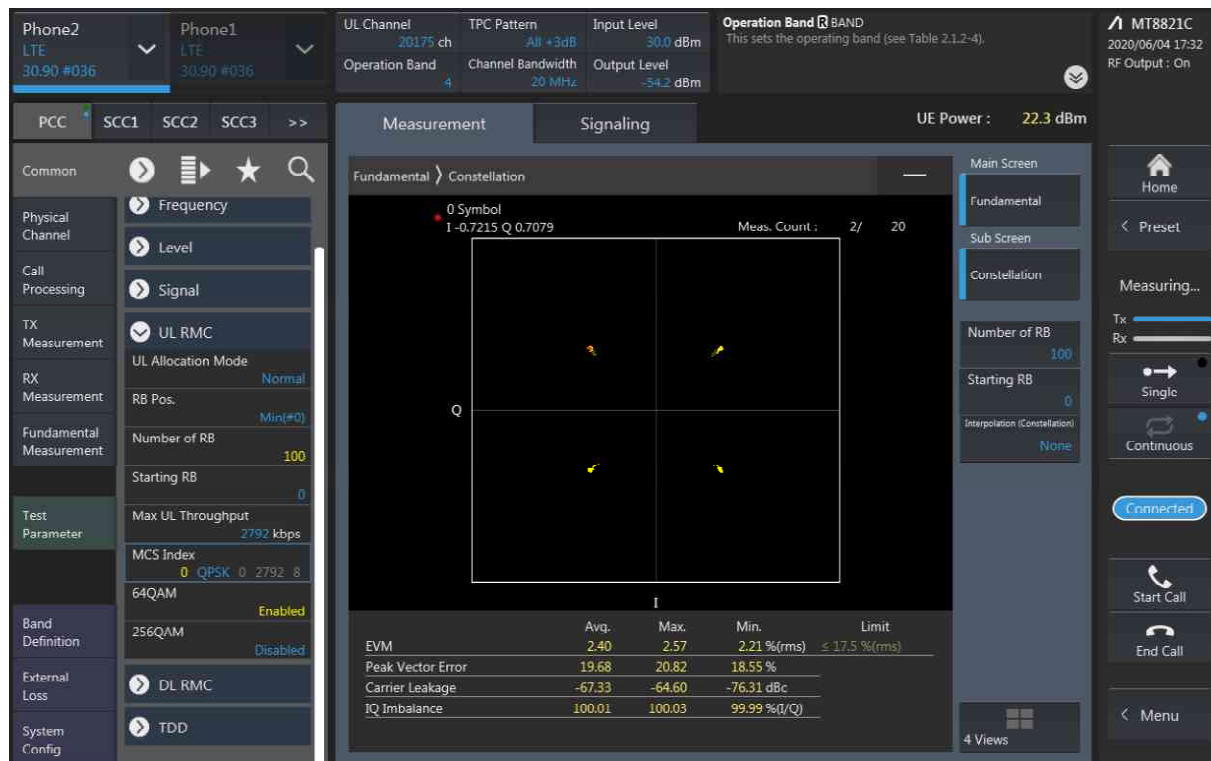 Phone2
LTE
30.90 #036
Phone1
LTE
30.90 #036
UL Channel
20175 ch
TPC Pattern
All +3dB
Input Level
30.0 dBm
Operation Band
4
Channel Bandwidth
20 MHz
Output Level
-54.2 dBm
Operation Band R BAND
This sets the operating band (see Table 2.1.2-4).
MT8821C
2020/06/04 17:32
RF Output : On
PCC SCC1 SCC2 SCC3 >>
Measurement
Signaling
UE Power : 22.3 dBm
Common
Physical
Channel
Call
Processing
TX
Measurement
RX
Measurement
Fundamental
Measurement
Test
Parameter
Band
Definition
External
Loss
System
Config
Frequency
Level
Signal
UL RMC
UL Allocation Mode
Normal
RB Pos.
Min(#0)
Number of RB
100
Starting RB
0
Max UL Throughput
2792 kbps
MCS Index
0 QPSK 0 2792 8
64QAM
Enabled
256QAM
Disabled
DL RMC
TDD
Fundamental 〉 Constellation
0 Symbol
I -0.7215 Q 0.7079
Meas. Count : 2/ 20
Q
I
Avg. Max. Min. Limit
EVM 2.40 2.57 2.21 %(rms) ≤ 17.5 %(rms)
Peak Vector Error 19.68 20.82 18.55 %
Carrier Leakage -67.33 -64.60 -76.31 dBc
IQ Imbalance 100.01 100.03 99.99 %(I/Q)
Main Screen
Fundamental
Sub Screen
Constellation
Number of RB
100
Starting RB
0
Interpolation (Constellation)
None
4 Views
Home
< Preset
Measuring...
Tx
Rx
Single
Continuous
Connected
Start Call
End Call
< Menu